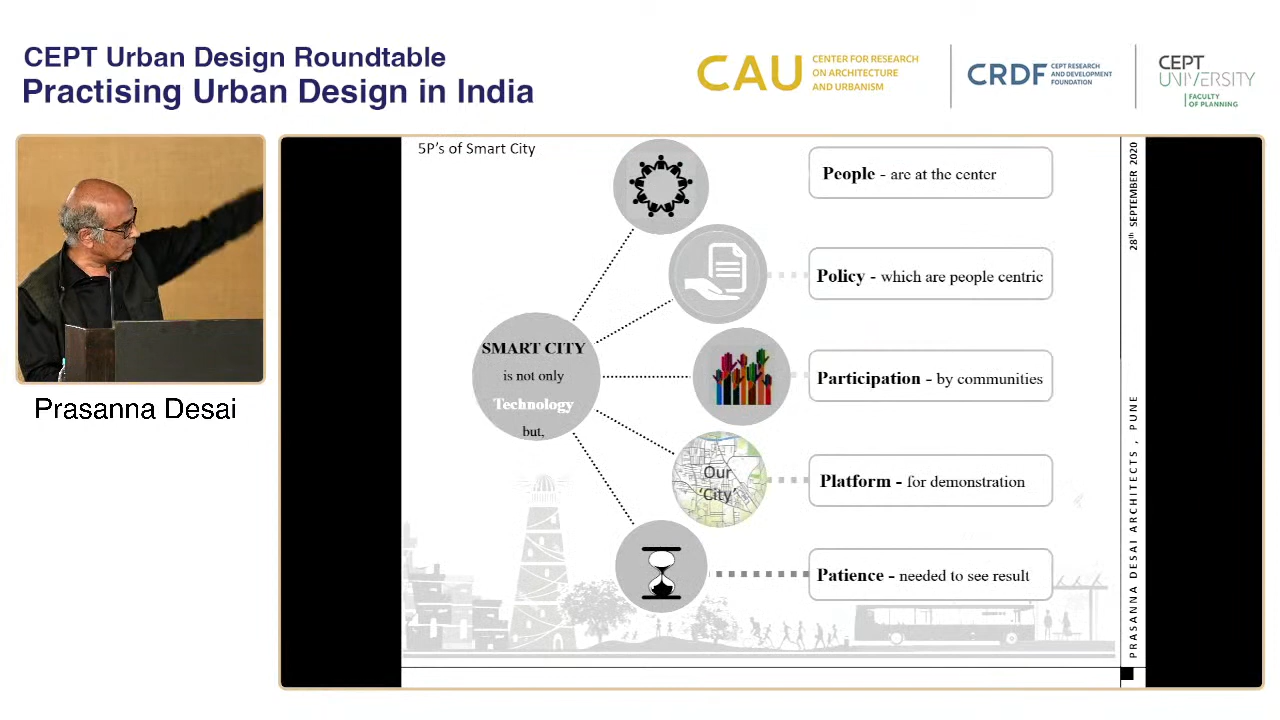 CEPT Urban Design Roundtable
Practising Urban Design in India
CAU
CENTER FOR RESEARCH
ON ARCHITECTURE
AND URBANISM
CRDF
CEPT RESEARCH
AND DEVELOPMENT
FOUNDATION
CEPT
UNIVERSITY
FACULTY
OF PLANNING
Prasanna Desai
5P's of Smart City
SMART CITY
is not only
Technology
but,
People - are at the center
Policy - which are people centric
Participation - by communities
Our
'City'
Platform - for demonstration
Patience - needed to see result
28th SEPTEMBER 2020
PRASANNA DESAI ARCHITECTS , PUNE